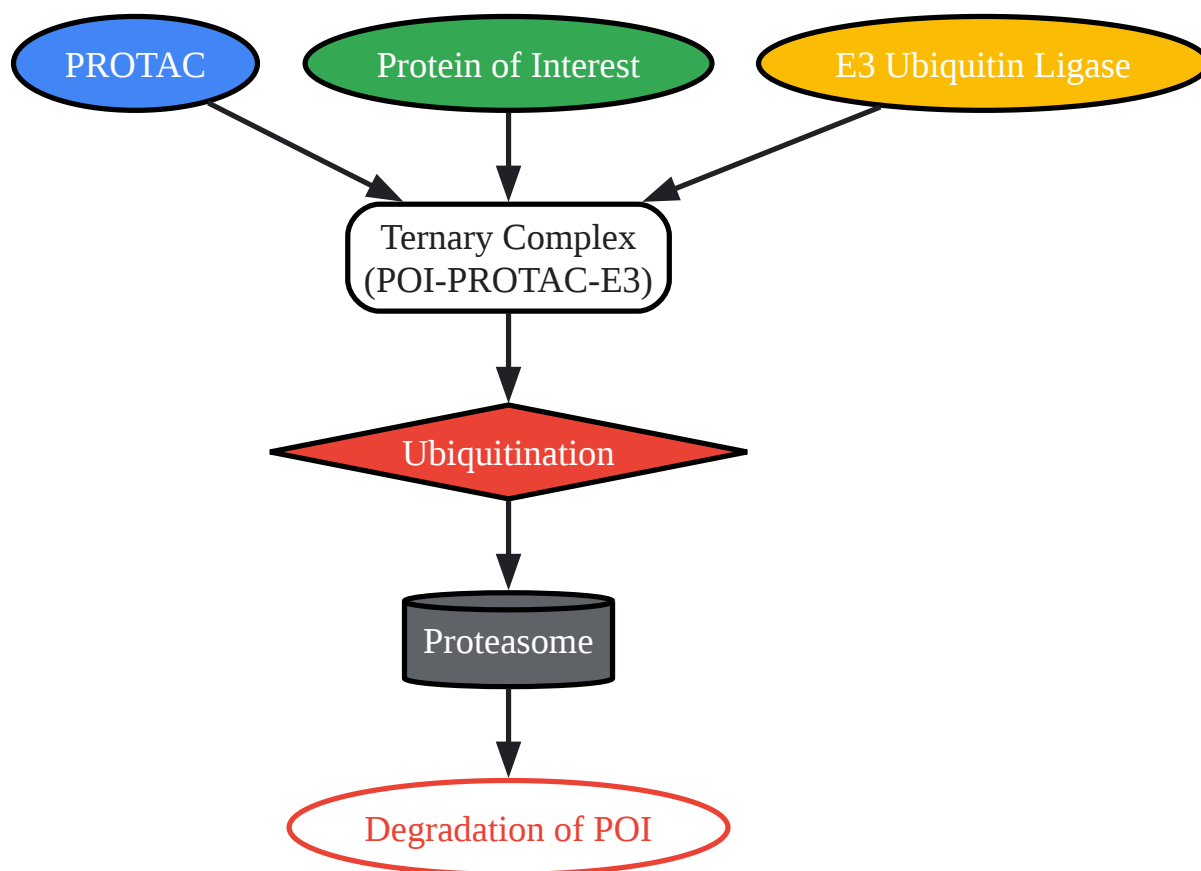 PROTAC
Protein of Interest
E3 Ubiquitin Ligase
Ternary Complex
(POI-PROTAC-E3)
Ubiquitination
Proteasome
Degradation of POI